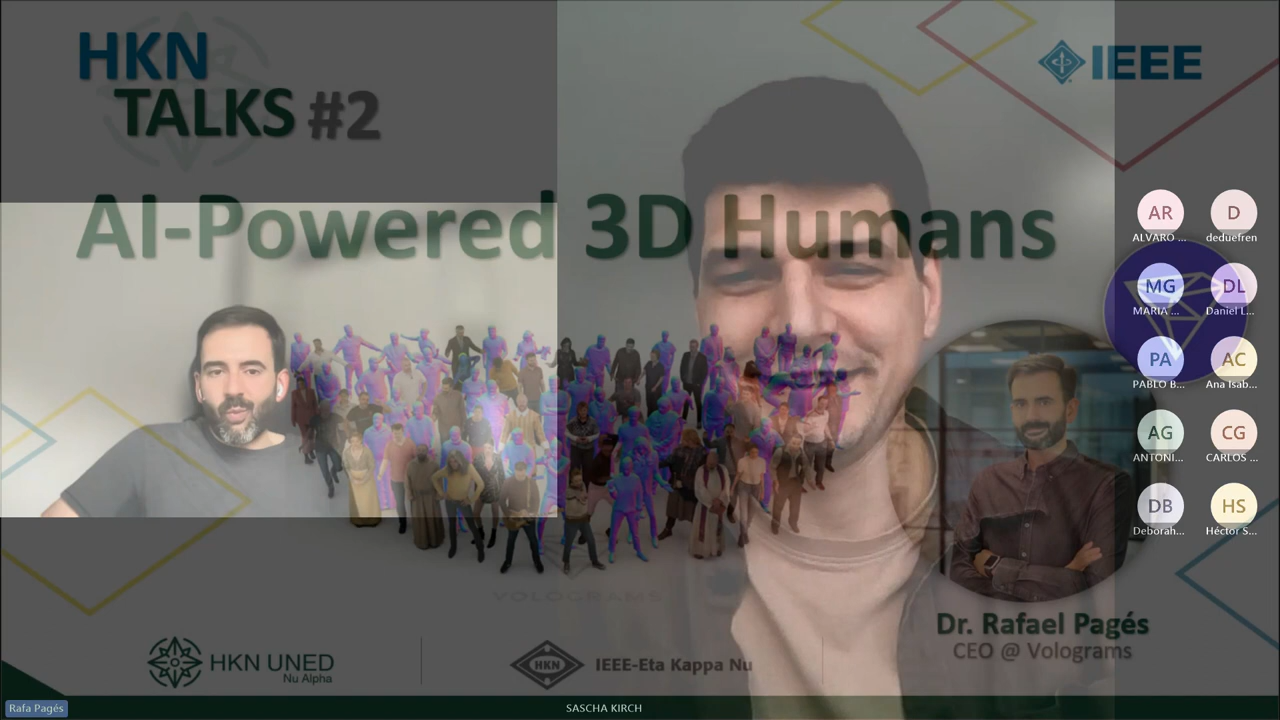 HKN
TALKS #2
IEEE
AI-Powered 3D Humans
AR
ALVARO ...
D
deduefren
MG
MARIA ...
DL
Daniel L...
PA
PABLO B...
AC
Ana Isab...
AG
ANTONI...
CG
CARLOS ...
DB
Deborah...
HS
Héctor S...
VOLOGRAMS
Dr. Rafael Pagés
CEO @ Volograms
HKN UNED
Nu Alpha
HKN
IEEE-Eta Kappa Nu
Rafa Pagés
SASCHA KIRCH